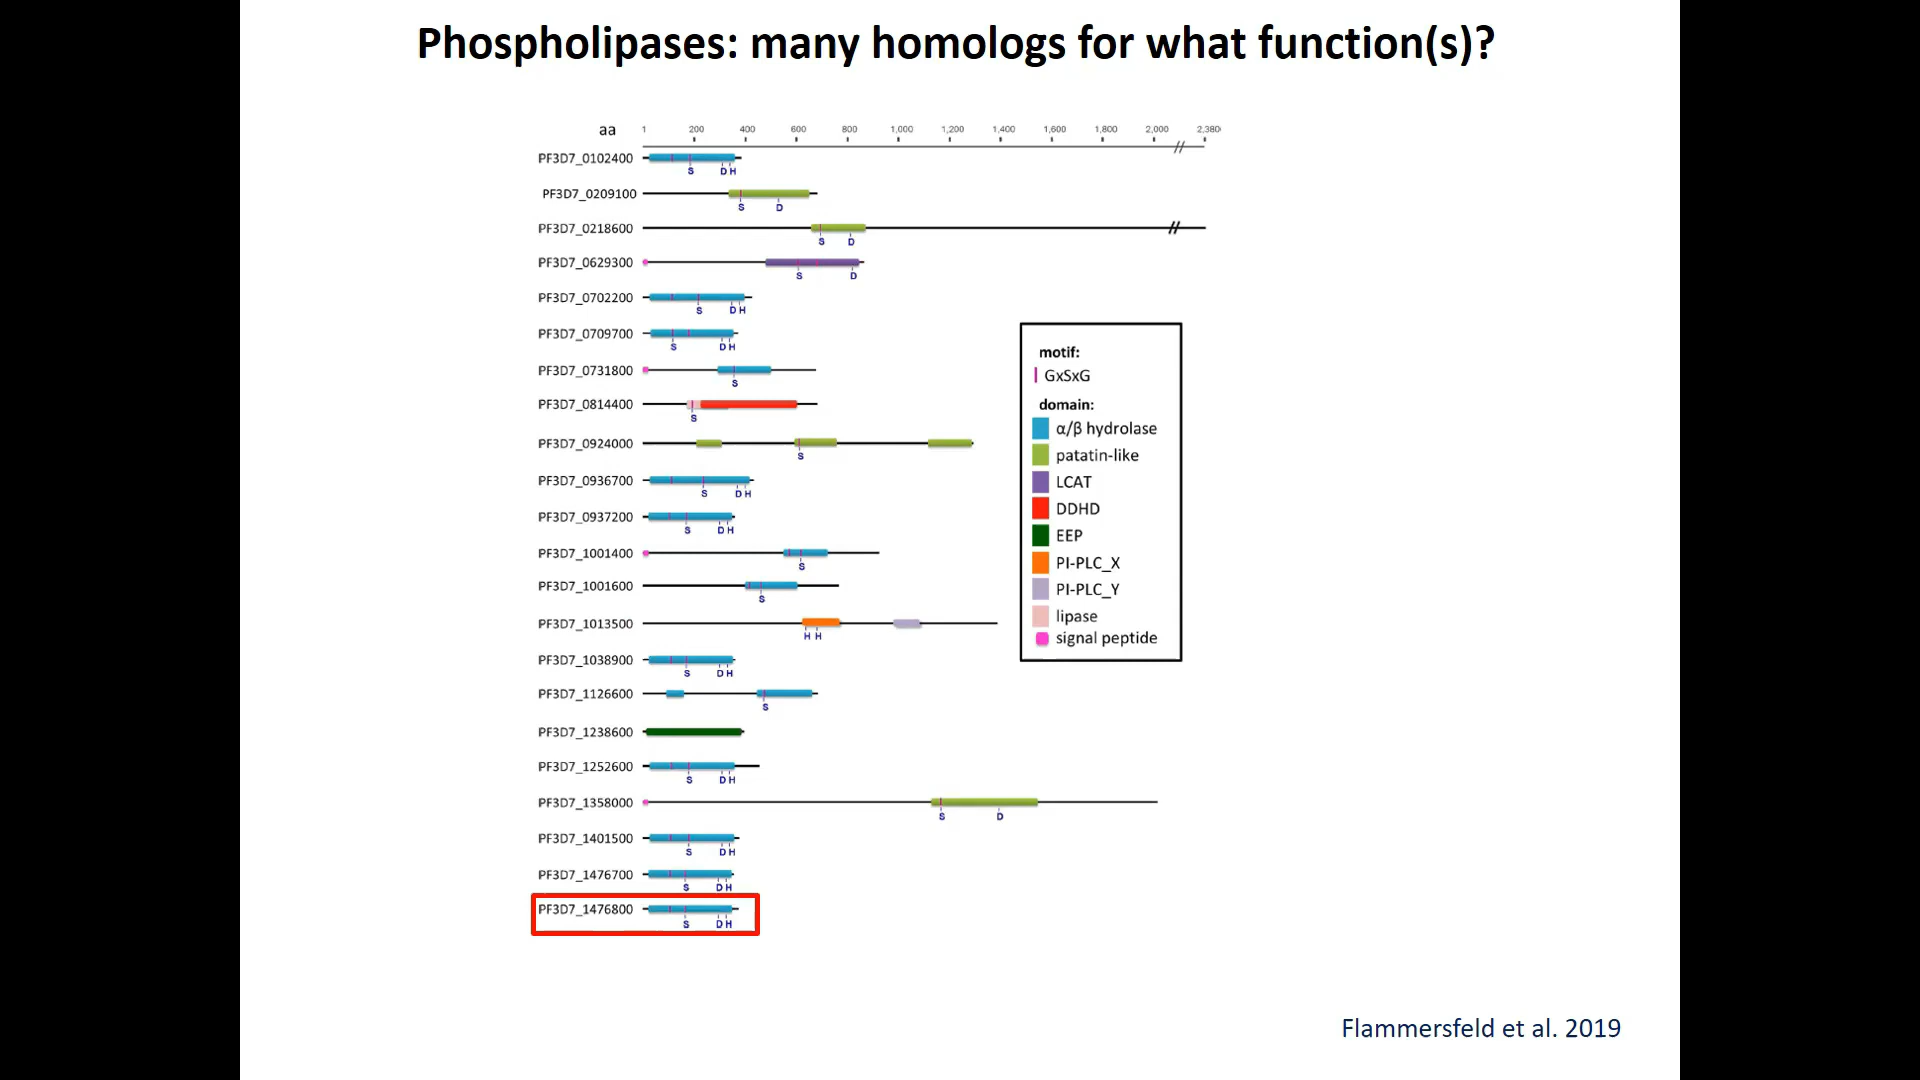 Phospholipases: many homologs for what function(s)?
aa 1 200 400 600 800 1,000 1,200 1,400 1,600 1,800 2,000 2,380
PF3D7_0102400
S D H
PF3D7_0209100
S D
PF3D7_0218600
S D
PF3D7_0629300
S D
PF3D7_0702200
S D H
PF3D7_0709700
S D H
PF3D7_0731800
S
PF3D7_0814400
S
PF3D7_0924000
S
PF3D7_0936700
S D H
PF3D7_0937200
S D H
PF3D7_1001400
S
PF3D7_1001600
S
PF3D7_1013500
H H
PF3D7_1038900
S D H
PF3D7_1126600
S
PF3D7_1238600
PF3D7_1252600
S D H
PF3D7_1358000
S D
PF3D7_1401500
S D H
PF3D7_1476700
S D H
PF3D7_1476800
S D H
motif:
GxSxG
domain:
α/β hydrolase
patatin-like
LCAT
DDHD
EEP
PI-PLC_X
PI-PLC_Y
lipase
signal peptide
Flammersfeld et al. 2019